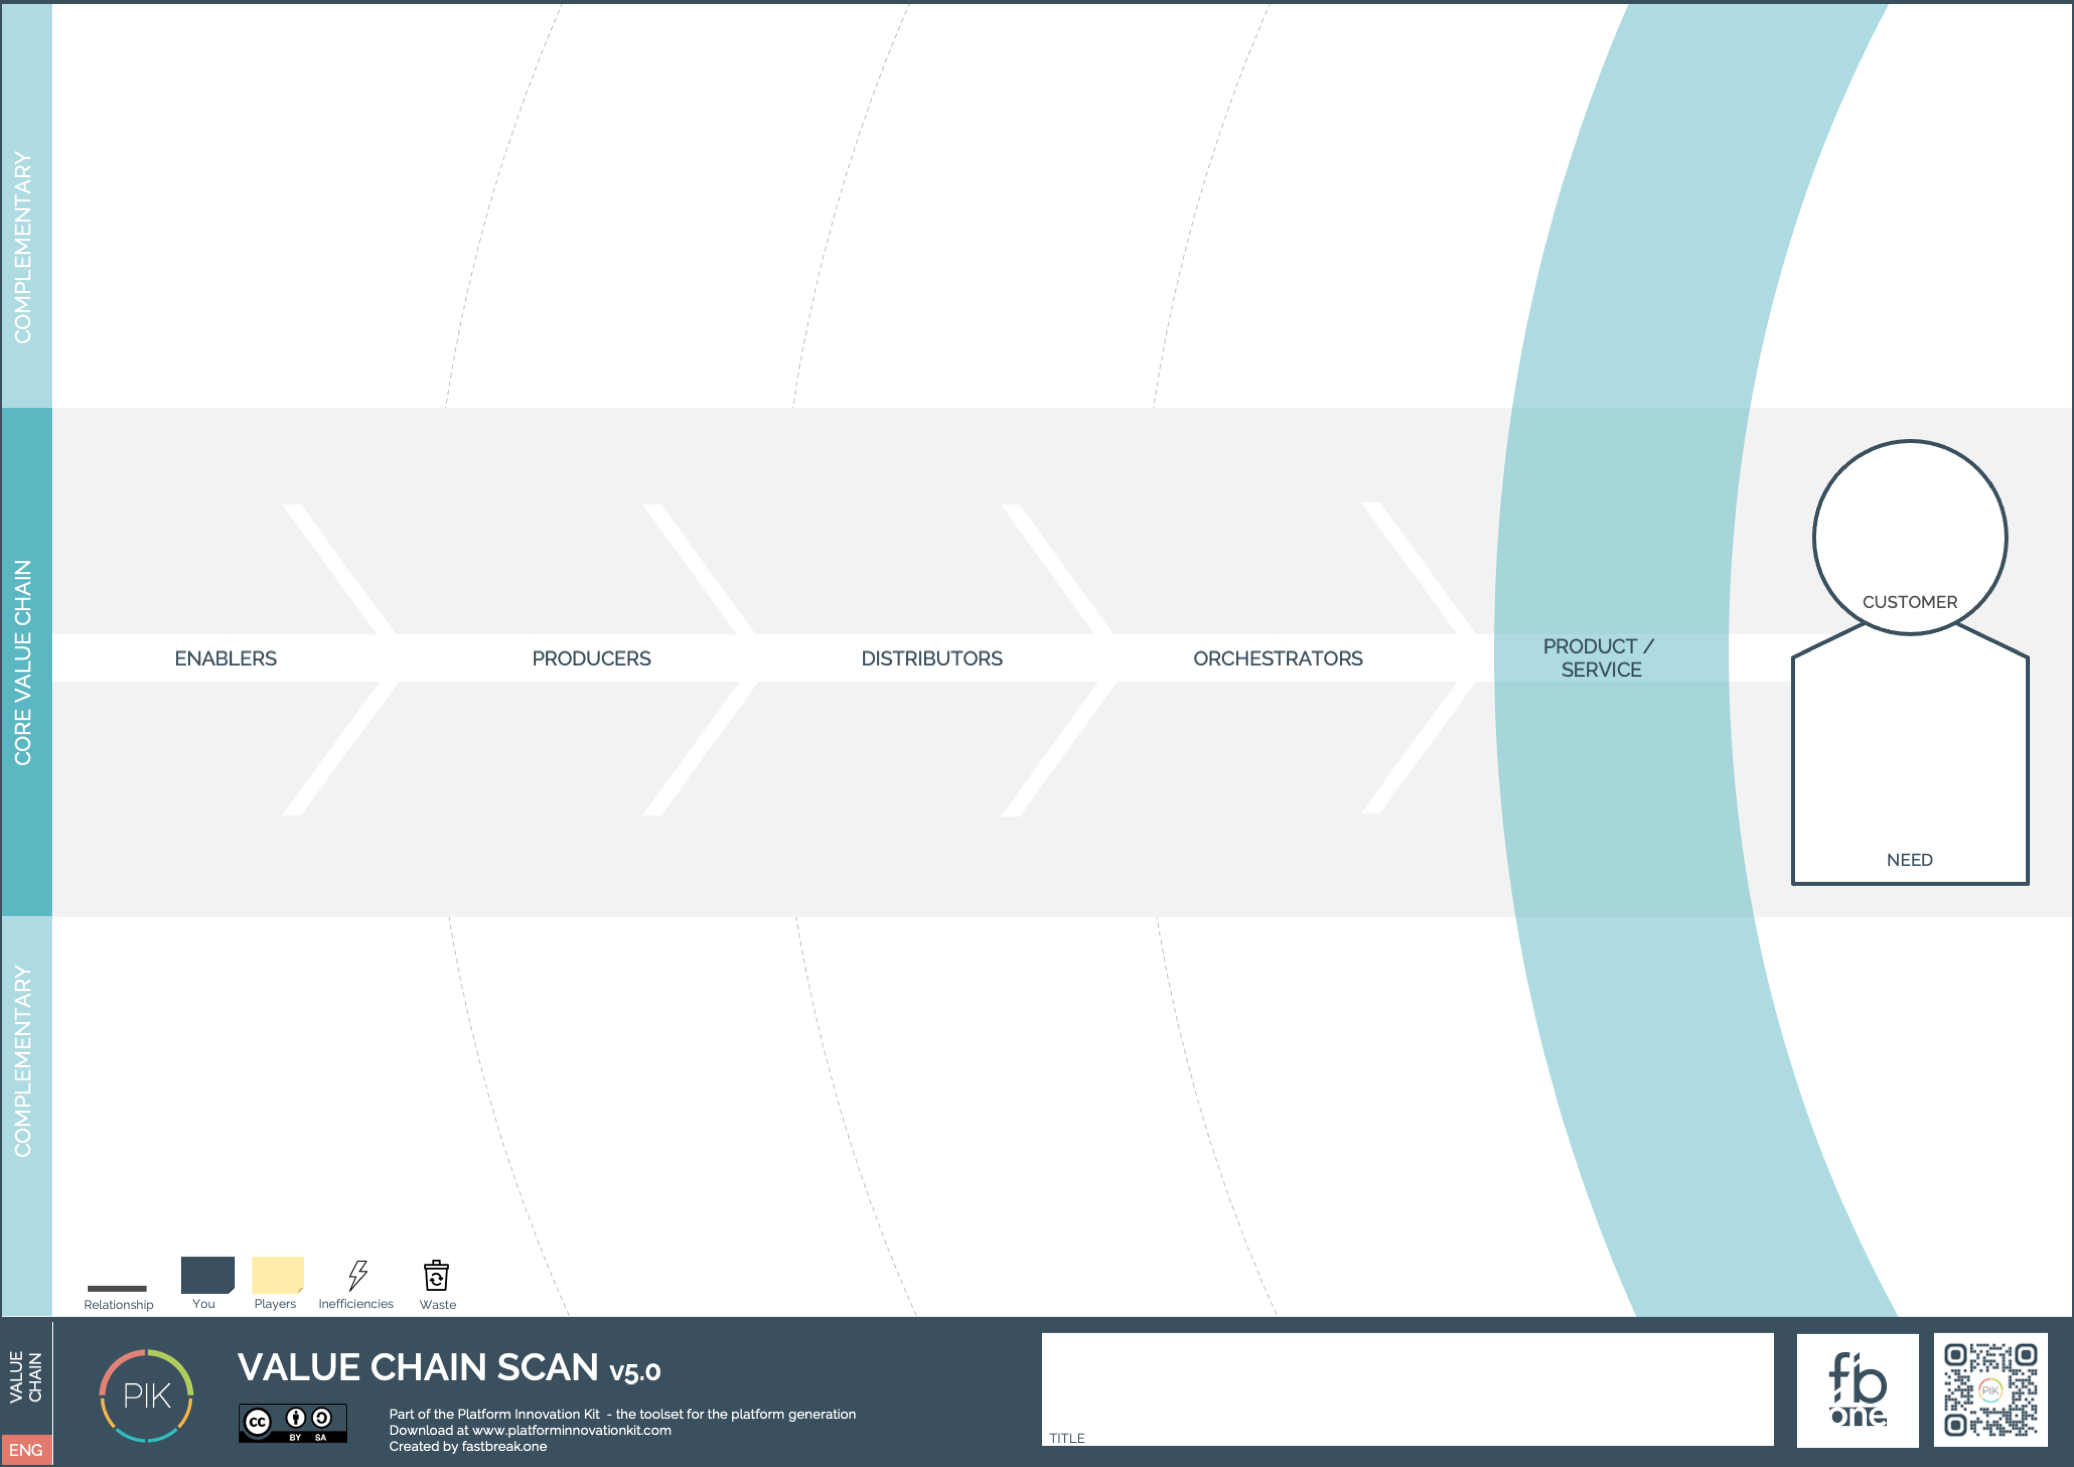 COMPLEMENTARY
CORE VALUE CHAIN
COMPLEMENTARY
ENABLERS
PRODUCERS
DISTRIBUTORS
ORCHESTRATORS
PRODUCT /
SERVICE
CUSTOMER
NEED
Relationship
You
Players
Inefficiencies
Waste
VALUE
CHAIN
ENG
PIK
VALUE CHAIN SCAN v5.0
cc
BY SA
Part of the Platform Innovation Kit - the toolset for the platform generation
Download at www.platforminnovationkit.com
Created by fastbreak.one
TITLE
fb
one
PIK